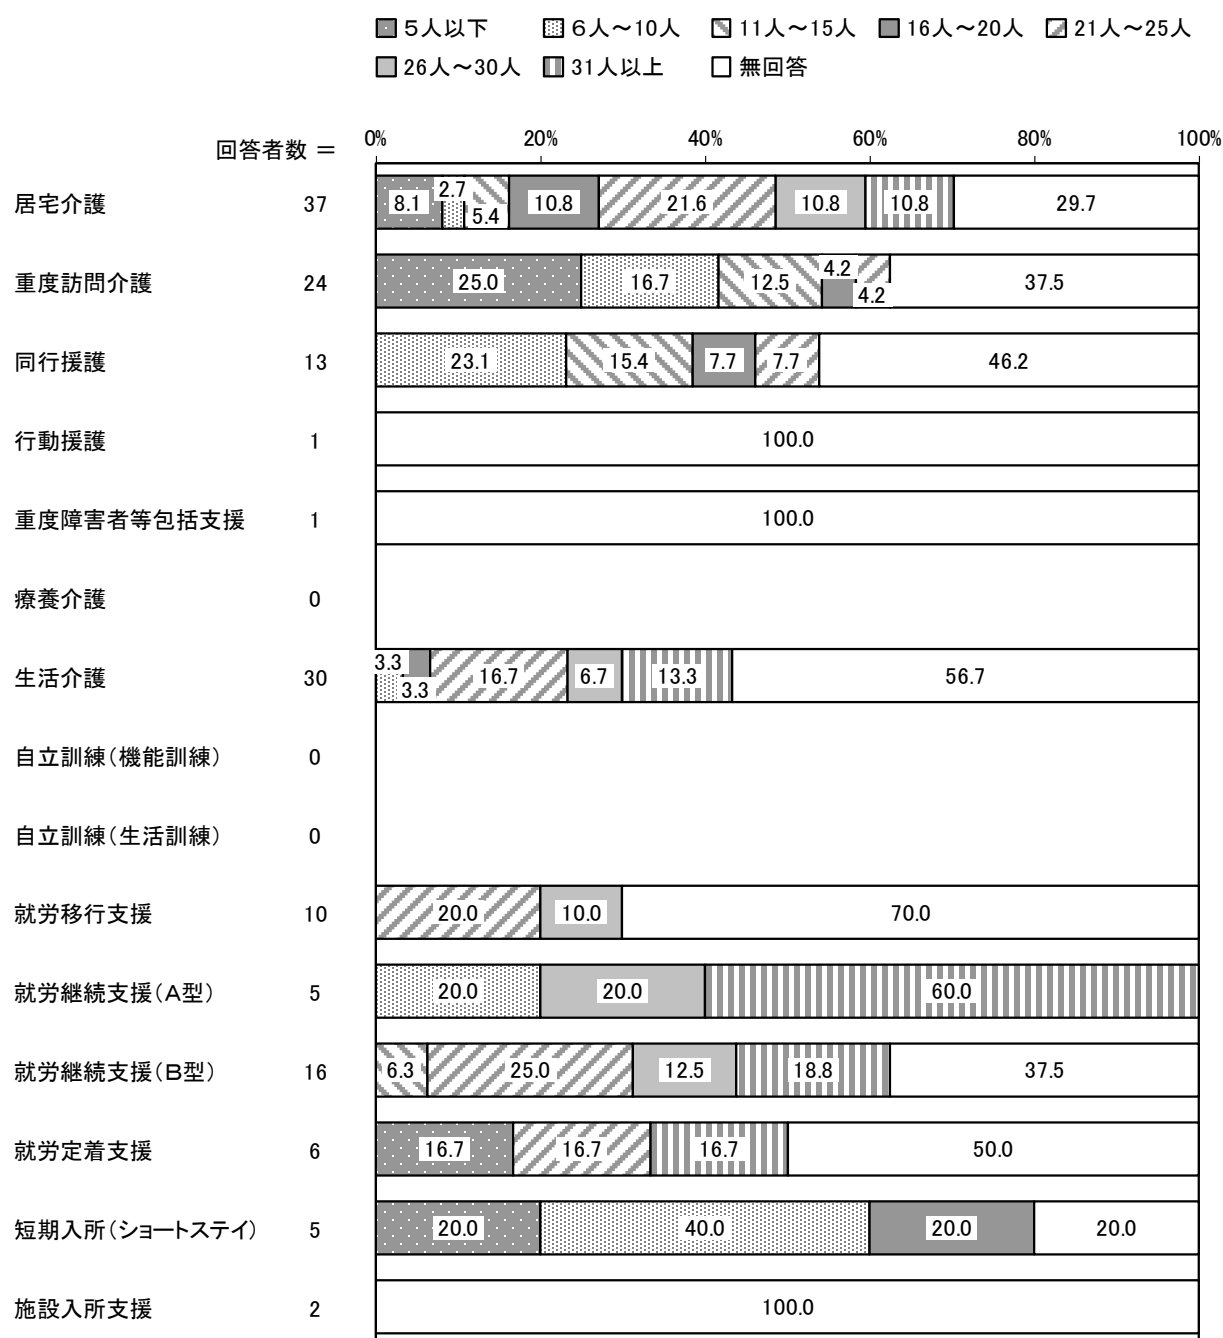 ５人以下 ６人～10人 11人～15人 16人～20人 21人～25人
26人～30人 31人以上 無回答
回答者数 ＝ 0% 20% 40% 60% 80% 100%
居宅介護 37 8.1 2.7 5.4 10.8 21.6 10.8 10.8 29.7
重度訪問介護 24 25.0 16.7 12.5 4.2 4.2 37.5
同行援護 13 23.1 15.4 7.7 7.7 46.2
行動援護 1 100.0
重度障害者等包括支援 1 100.0
療養介護 0
生活介護 30 3.3 3.3 16.7 6.7 13.3 56.7
自立訓練（機能訓練） 0
自立訓練（生活訓練） 0
就労移行支援 10 20.0 10.0 70.0
就労継続支援（Ａ型） 5 20.0 20.0 60.0
就労継続支援（Ｂ型） 16 6.3 25.0 12.5 18.8 37.5
就労定着支援 6 16.7 16.7 16.7 50.0
短期入所（ショートステイ） 5 20.0 40.0 20.0 20.0
施設入所支援 2 100.0